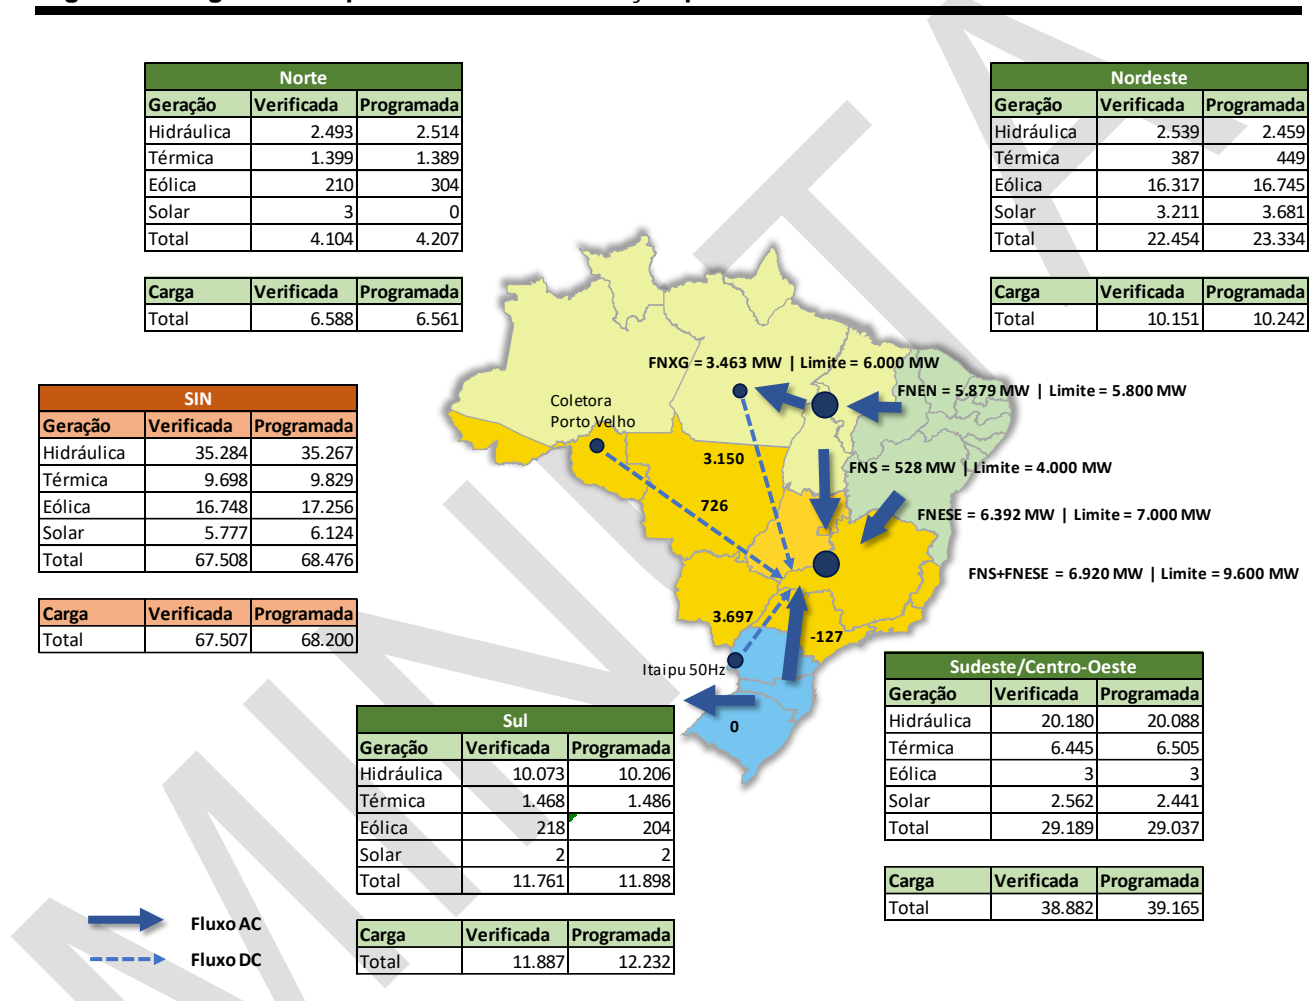 Norte
Geração Verificada Programada
Hidráulica 2.493 2.514
Térmica 1.399 1.389
Eólica 210 304
Solar 3 0
Total 4.104 4.207
Carga Verificada Programada
Total 6.588 6.561
Nordeste
Geração Verificada Programada
Hidráulica 2.539 2.459
Térmica 387 449
Eólica 16.317 16.745
Solar 3.211 3.681
Total 22.454 23.334
Carga Verificada Programada
Total 10.151 10.242
SIN
Geração Verificada Programada
Hidráulica 35.284 35.267
Térmica 9.698 9.829
Eólica 16.748 17.256
Solar 5.777 6.124
Total 67.508 68.476
Carga Verificada Programada
Total 67.507 68.200
FNXG = 3.463 MW | Limite = 6.000 MW
FNEN = 5.879 MW | Limite = 5.800 MW
Coletora
Porto Velho
3.150
FNS = 528 MW | Limite = 4.000 MW
726
FNESE = 6.392 MW | Limite = 7.000 MW
FNS+FNESE = 6.920 MW | Limite = 9.600 MW
3.697
-127
Itaipu 50Hz
0
Sul
Geração Verificada Programada
Hidráulica 10.073 10.206
Térmica 1.468 1.486
Eólica 218 204
Solar 2 2
Total 11.761 11.898
Carga Verificada Programada
Total 11.887 12.232
Sudeste/Centro-Oeste
Geração Verificada Programada
Hidráulica 20.180 20.088
Térmica 6.445 6.505
Eólica 3 3
Solar 2.562 2.441
Total 29.189 29.037
Carga Verificada Programada
Total 38.882 39.165
Fluxo AC
Fluxo DC